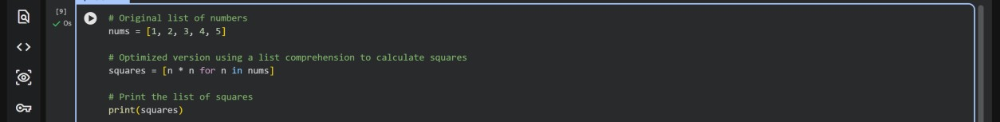 [9]
0s
# Original list of numbers
nums = [1, 2, 3, 4, 5]
# Optimized version using a list comprehension to calculate squares
squares = [n * n for n in nums]
# Print the list of squares
print(squares)